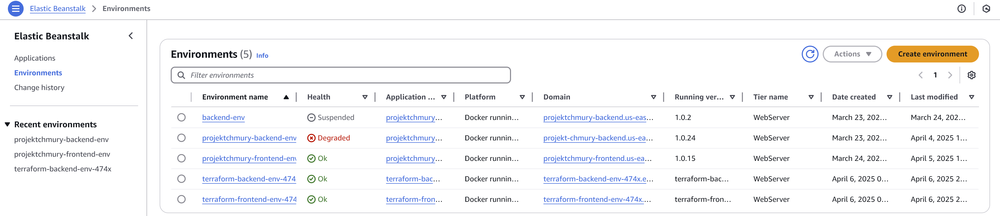 Elastic Beanstalk > Environments
Elastic Beanstalk
Applications
Environments
Change history
Recent environments
projektchmury-backend-env
projektchmury-frontend-env
terraform-backend-env-474x
Environments (5) Info
Actions
Create environment
Filter environments
1
Environment name Health Application ... Platform Domain Running ver... Tier name Date created Last modified
backend-env Suspended projektchmury... Docker runnin... projektchmury-backend.us-eas... 1.0.2 WebServer March 23, 202... March 24, 202...
projektchmury-backend-env Degraded projektchmury... Docker runnin... projekt-chmury-backend.us-ea... 1.0.24 WebServer March 23, 202... April 4, 2025 1...
projektchmury-frontend-env Ok projektchmury... Docker runnin... projektchmury-frontend.us-ea... 1.0.15 WebServer March 24, 202... April 5, 2025 1...
terraform-backend-env-474 Ok terraform-bac... Docker runnin... terraform-backend-env-474x.e... terraform-bac... WebServer April 6, 2025 0... April 6, 2025 2...
terraform-frontend-env-474 Ok terraform-fron... Docker runnin... terraform-frontend-env-474x.... terraform-fron... WebServer April 6, 2025 0... April 6, 2025 2...